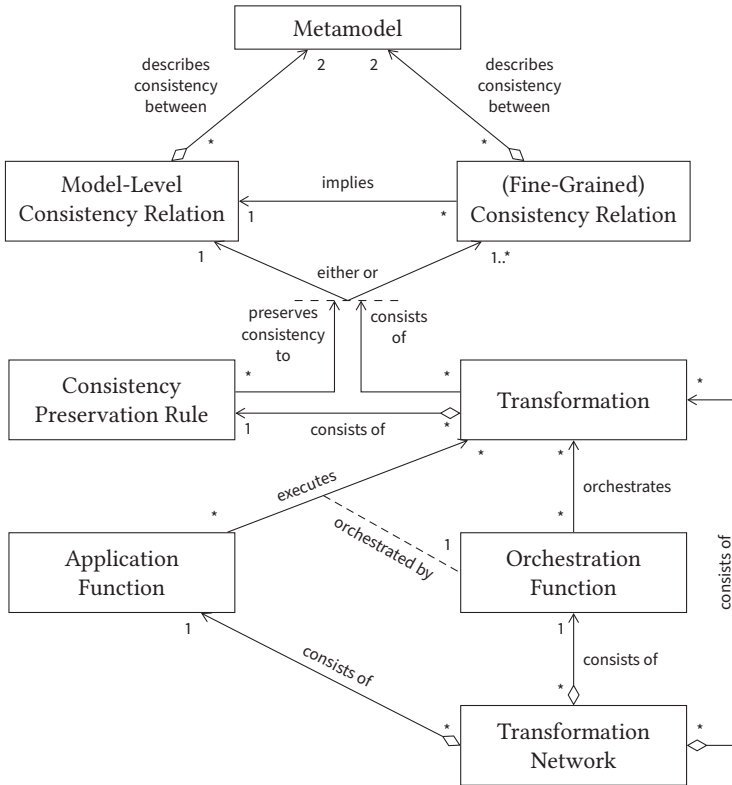 Metamodel
describes
consistency
between
2
2
describes
consistency
between
*
*
Model-Level
Consistency Relation
implies
1
*
(Fine-Grained)
Consistency Relation
1
either or
1..*
preserves
consistency
to
consists
of
*
*
*
Consistency
Preservation Rule
Transformation
1
consists of
*
*
*
executes
orchestrates
*
orchestrated by
1
*
Application
Function
Orchestration
Function
consists of
1
1
consists of
consists of
*
*
*
Transformation
Network